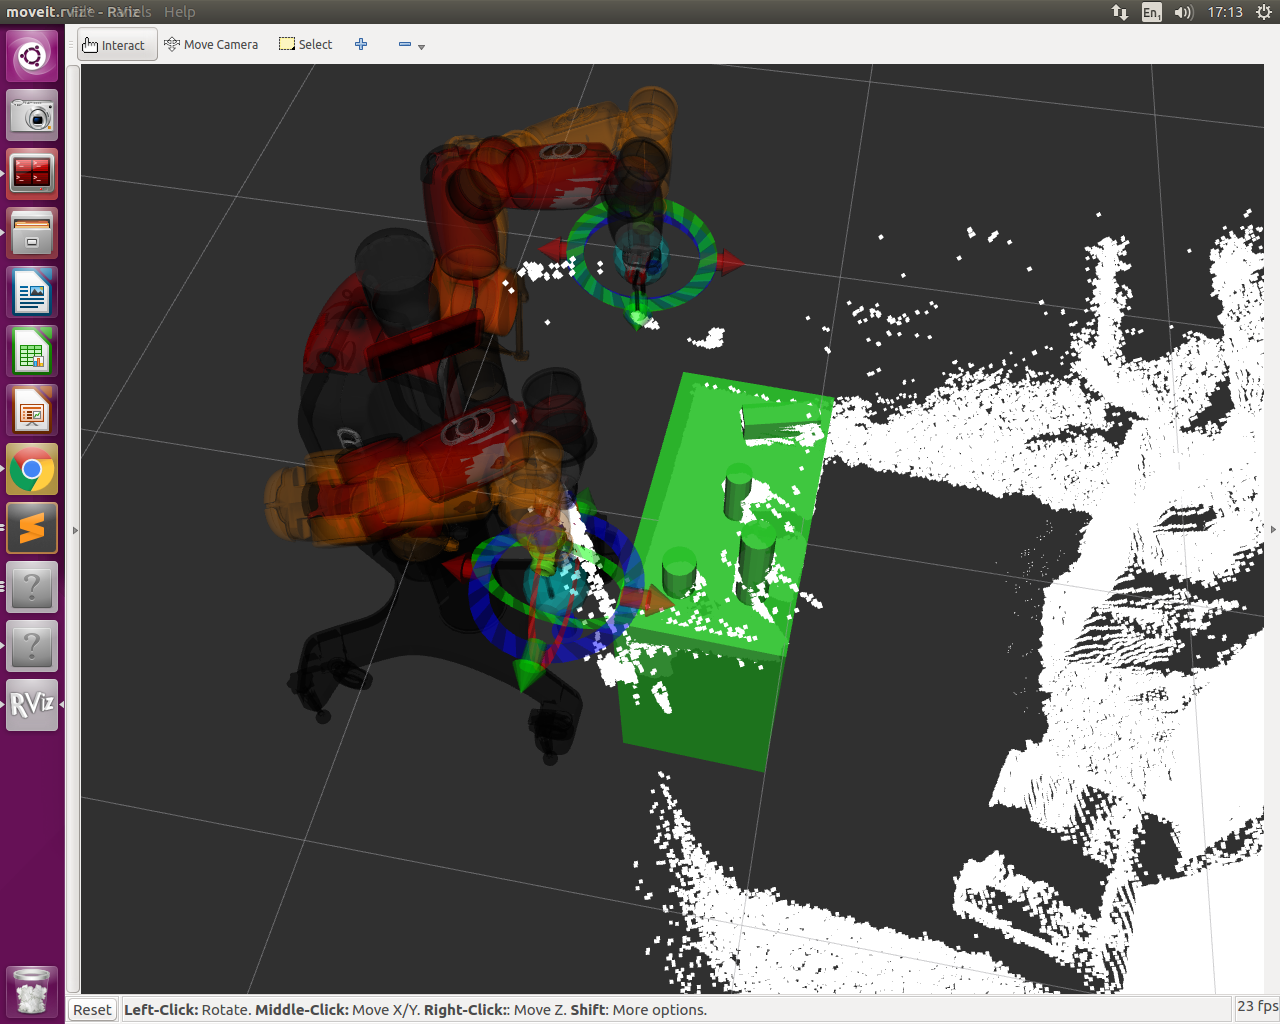 moveit.rviz* - RViz
Help
En1
17:13
Interact
Move Camera
Select
RViz
Reset
Left-Click: Rotate. Middle-Click: Move X/Y. Right-Click:: Move Z. Shift: More options.
23 fps